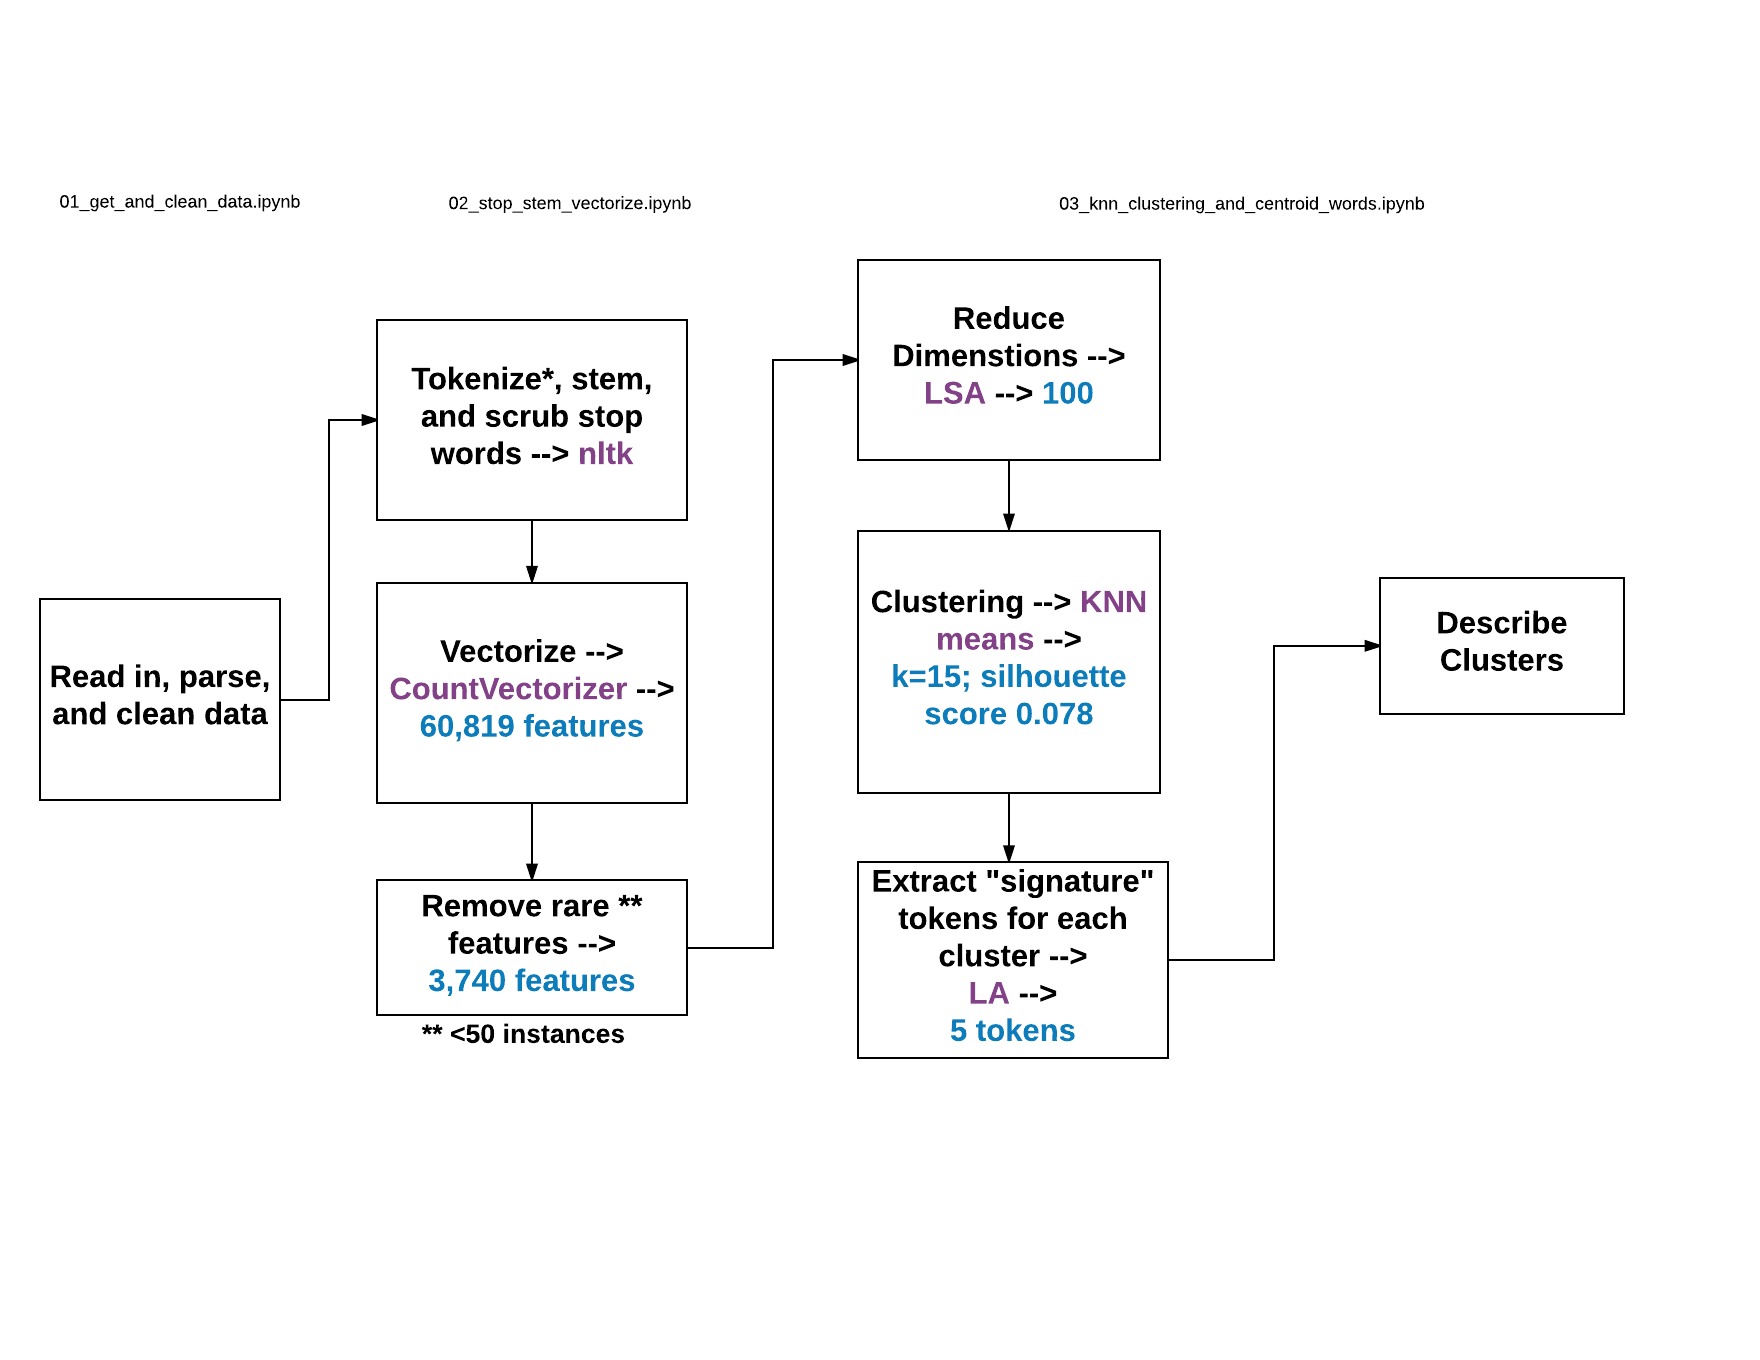 01_get_and_clean_data.ipynb
02_stop_stem_vectorize.ipynb
03_knn_clustering_and_centroid_words.ipynb
Read in, parse,
and clean data
Tokenize*, stem,
and scrub stop
words --> nltk
Vectorize -->
CountVectorizer -->
60,819 features
Remove rare **
features -->
3,740 features
** <50 instances
Reduce
Dimenstions -->
LSA --> 100
Clustering --> KNN
means -->
k=15; silhouette
score 0.078
Extract "signature"
tokens for each
cluster -->
LA -->
5 tokens
Describe
Clusters